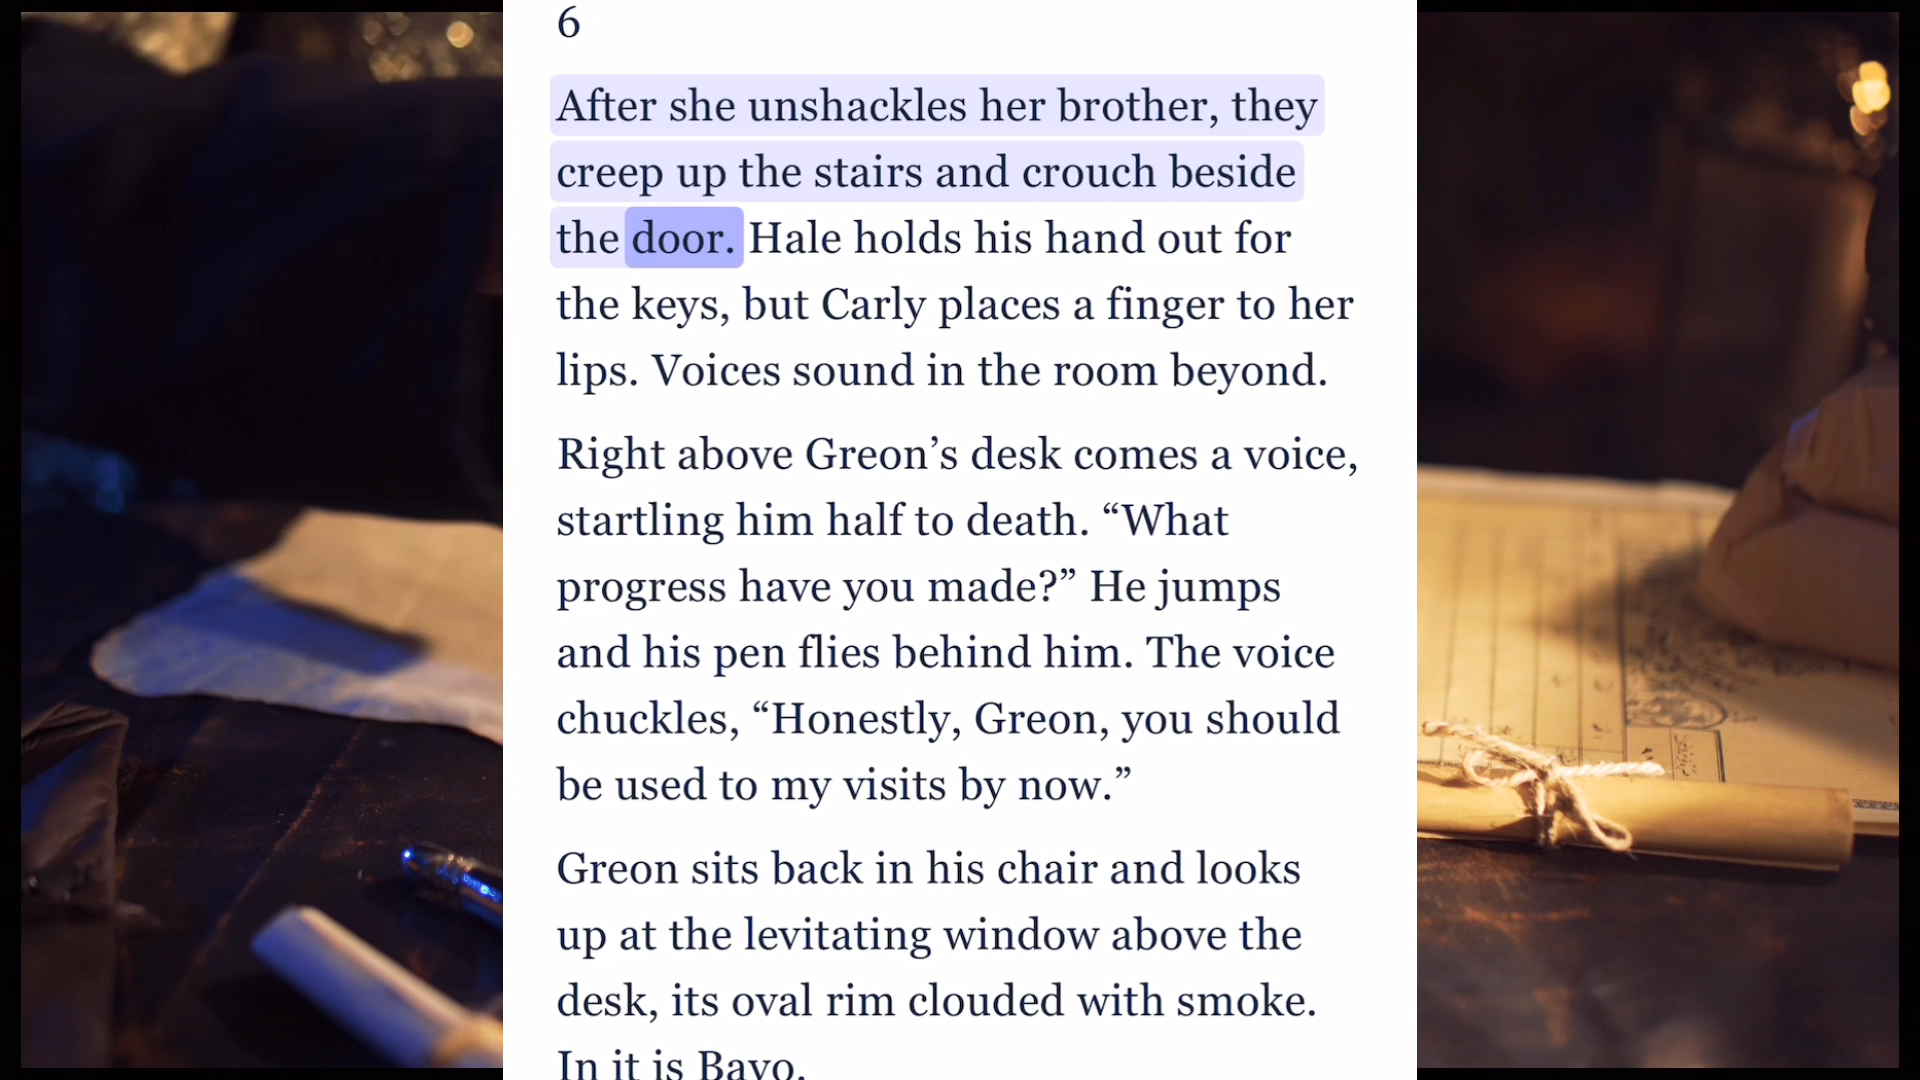 6
After she unshackles her brother, they
creep up the stairs and crouch beside
the door. Hale holds his hand out for
the keys, but Carly places a finger to her
lips. Voices sound in the room beyond.
Right above Greon’s desk comes a voice,
startling him half to death. “What
progress have you made?” He jumps
and his pen flies behind him. The voice
chuckles, “Honestly, Greon, you should
be used to my visits by now.”
Greon sits back in his chair and looks
up at the levitating window above the
desk, its oval rim clouded with smoke.
In it is Bavo.